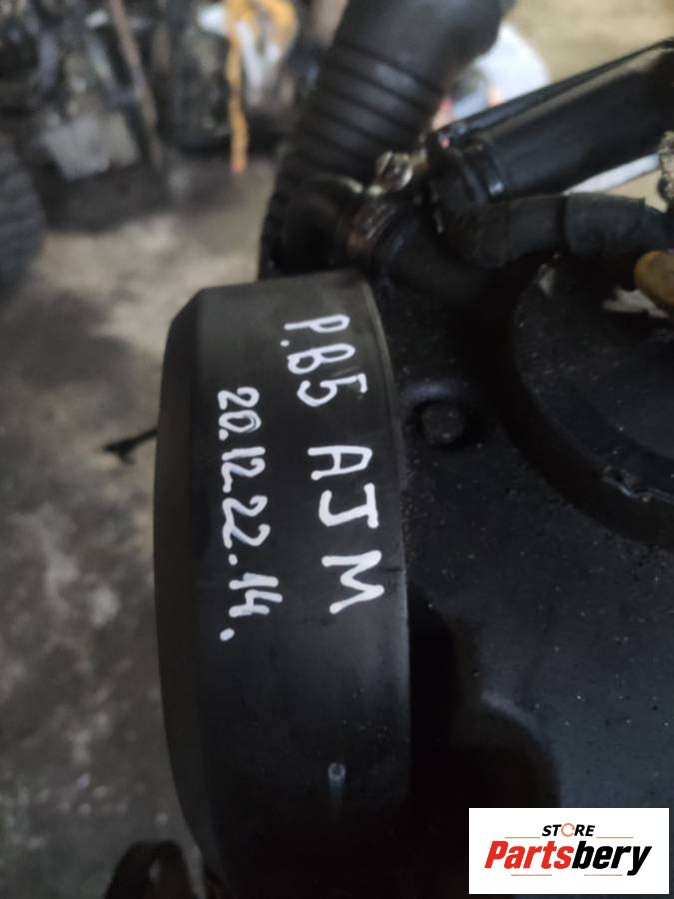 P.B5 AJM
20.12.22.14.
STORE
Partsbery